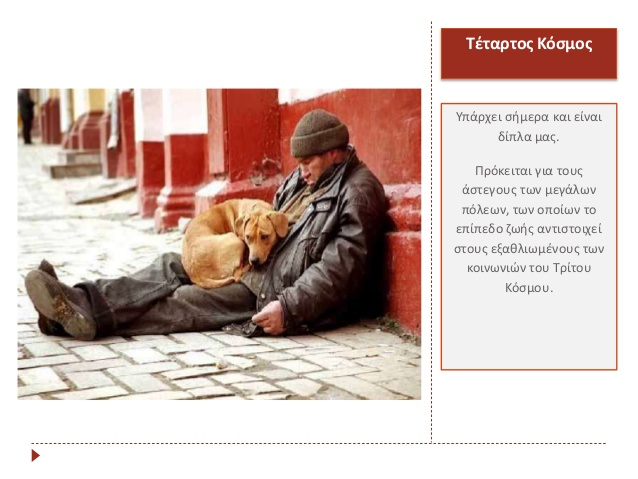 Τέταρτος Κόσμος
Υπάρχει σήμερα και είναι
δίπλα μας.
Πρόκειται για τους
άστεγους των μεγάλων
πόλεων, των οποίων το
επίπεδο ζωής αντιστοιχεί
στους εξαθλιωμένους των
κοινωνιών του Τρίτου
Κόσμου.